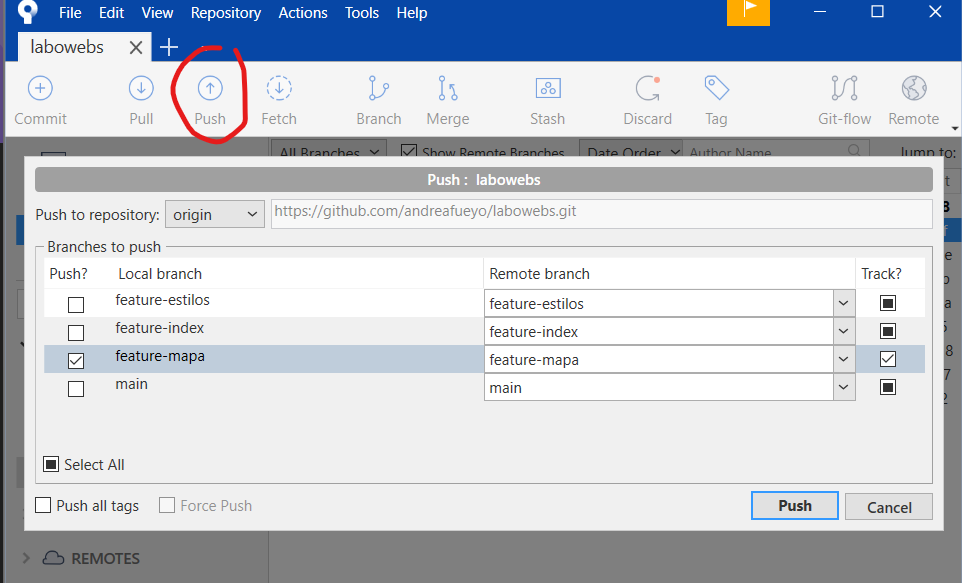 File Edit View Repository Actions Tools Help
labowebs
Commit Pull Push Fetch Branch Merge Stash Discard Tag Git-flow Remote
All Branches Show Remote Branches Date Order Author Name Jump to:
Push : labowebs
Push to repository: origin https://github.com/andreafueyo/labowebs.git
Branches to push
Push? Local branch Remote branch Track?
feature-estilos feature-estilos
feature-index feature-index
feature-mapa feature-mapa
main main
Select All
Push all tags Force Push Push Cancel
REMOTES